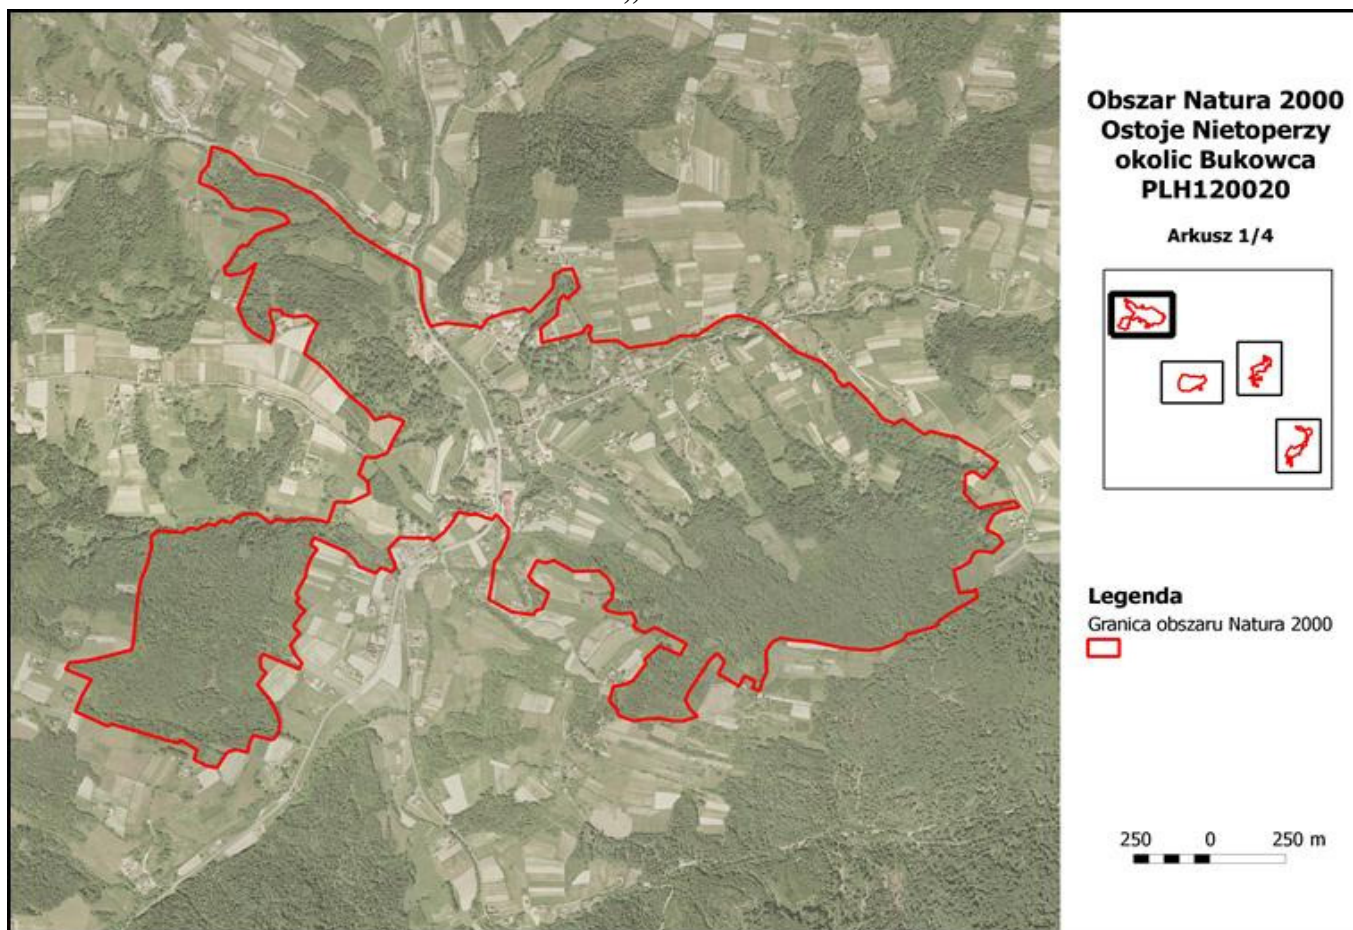 „
Obszar Natura 2000
Ostoje Nietoperzy
okolic Bukowca
PLH120020
Arkusz 1/4
Legenda
Granica obszaru Natura 2000
250 0 250 m